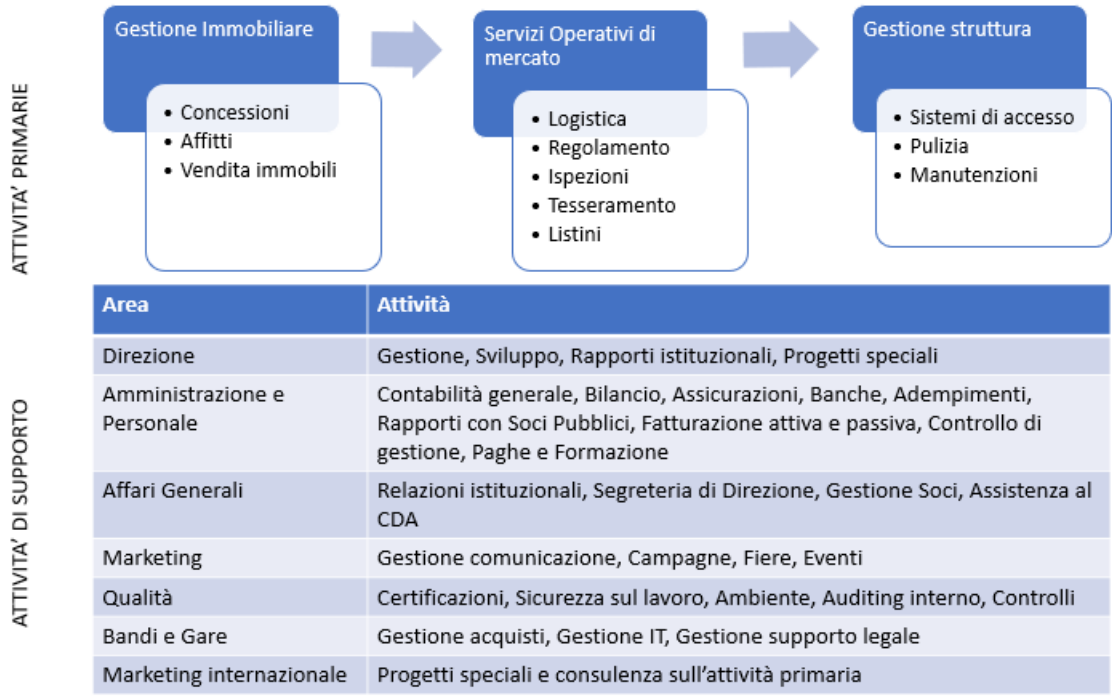 ATTIVITA' PRIMARIE
Gestione Immobiliare
• Concessioni
• Affitti
• Vendita immobili
Servizi Operativi di
mercato
• Logistica
• Regolamento
• Ispezioni
• Tesseramento
• Listini
Gestione struttura
• Sistemi di accesso
• Pulizia
• Manutenzioni
ATTIVITA' DI SUPPORTO
Area Attività
Direzione Gestione, Sviluppo, Rapporti istituzionali, Progetti speciali
Amministrazione e Contabilità generale, Bilancio, Assicurazioni, Banche, Adempimenti,
Personale Rapporti con Soci Pubblici, Fatturazione attiva e passiva, Controllo di
gestione, Paghe e Formazione
Affari Generali Relazioni istituzionali, Segreteria di Direzione, Gestione Soci, Assistenza al
CDA
Marketing Gestione comunicazione, Campagne, Fiere, Eventi
Qualità Certificazioni, Sicurezza sul lavoro, Ambiente, Auditing interno, Controlli
Bandi e Gare Gestione acquisti, Gestione IT, Gestione supporto legale
Marketing internazionale Progetti speciali e consulenza sull'attività primaria